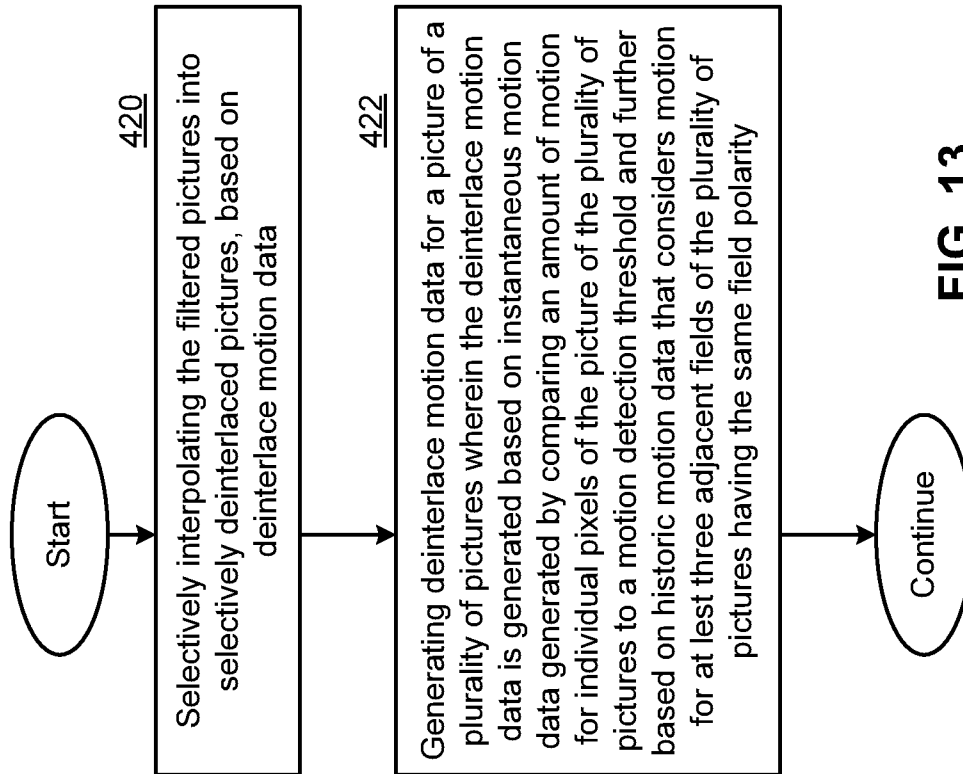 Start
420
Selectively interpolating the filtered pictures into
selectively deinterlaced pictures, based on
deinterlace motion data
422
Generating deinterlace motion data for a picture of a
plurality of pictures wherein the deinterlace motion
data is generated based on instantaneous motion
data generated by comparing an amount of motion
for individual pixels of the picture of the plurality of
pictures to a motion detection threshold and further
based on historic motion data that considers motion
for at lest three adjacent fields of the plurality of
pictures having the same field polarity
Continue
FIG. 13